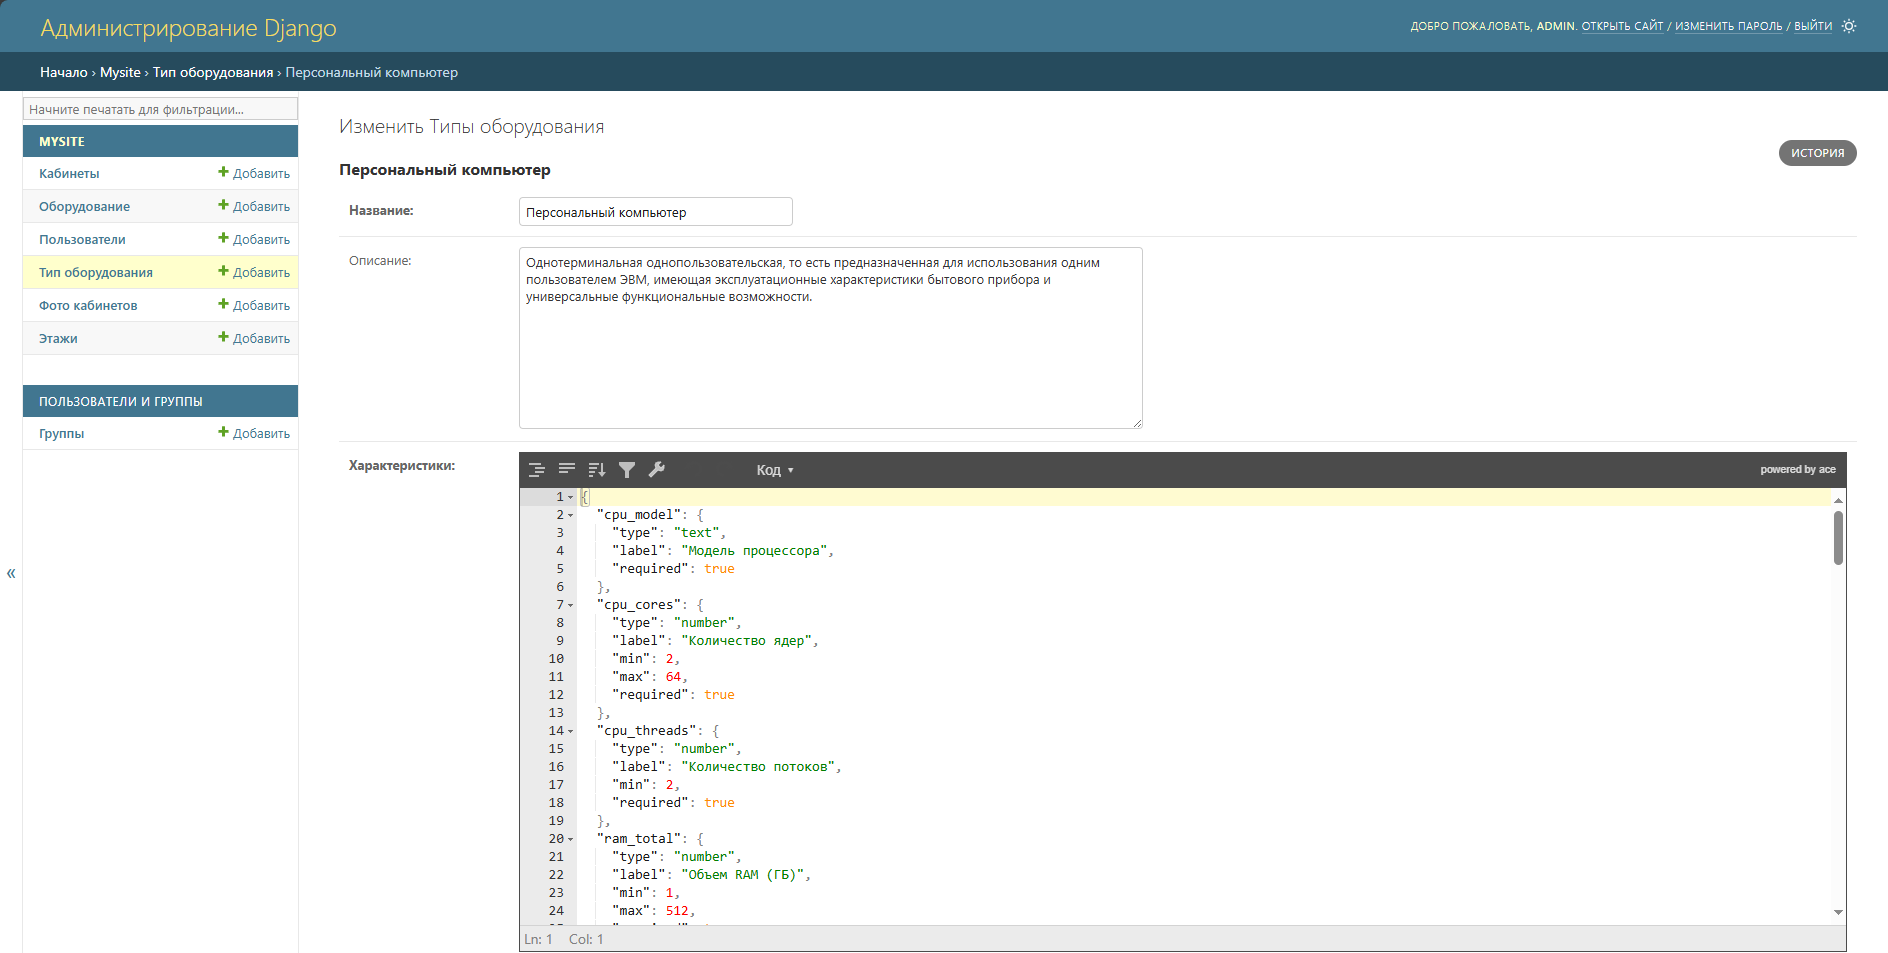 Администрирование Django
ДОБРО ПОЖАЛОВАТЬ, ADMIN. ОТКРЫТЬ САЙТ / ИЗМЕНИТЬ ПАРОЛЬ / ВЫЙТИ
Начало › Mysite › Тип оборудования › Персональный компьютер
Начните печатать для фильтрации...
MYSITE
Кабинеты Добавить
Оборудование Добавить
Пользователи Добавить
Тип оборудования Добавить
Фото кабинетов Добавить
Этажи Добавить
ПОЛЬЗОВАТЕЛИ И ГРУППЫ
Группы Добавить
«
Изменить Типы оборудования
ИСТОРИЯ
Персональный компьютер
Название: Персональный компьютер
Описание: Однотерминальная однопользовательская, то есть предназначенная для использования одним
пользователем ЭВМ, имеющая эксплуатационные характеристики бытового прибора и
универсальные функциональные возможности.
Характеристики:
Код powered by ace
1 {
2 "cpu_model": {
3 "type": "text",
4 "label": "Модель процессора",
5 "required": true
6 },
7 "cpu_cores": {
8 "type": "number",
9 "label": "Количество ядер",
10 "min": 2,
11 "max": 64,
12 "required": true
13 },
14 "cpu_threads": {
15 "type": "number",
16 "label": "Количество потоков",
17 "min": 2,
18 "required": true
19 },
20 "ram_total": {
21 "type": "number",
22 "label": "Объем RAM (ГБ)",
23 "min": 1,
24 "max": 512,
Ln: 1 Col: 1